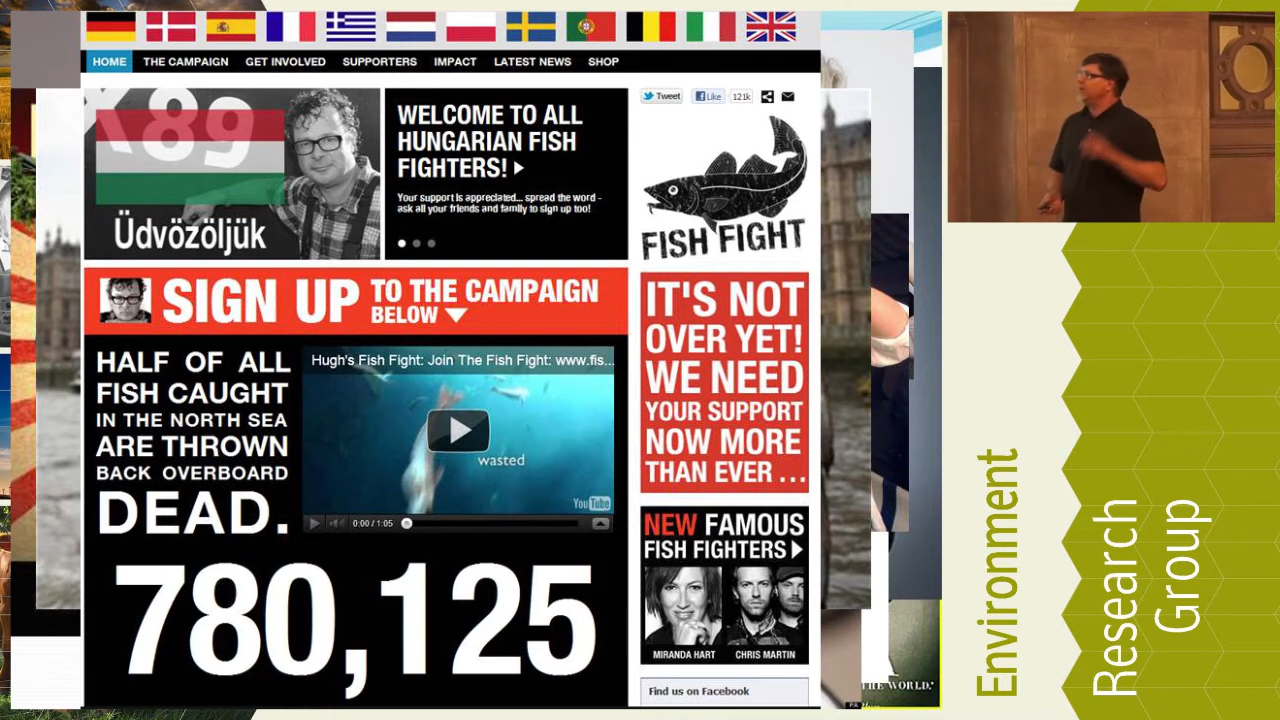 HOME THE CAMPAIGN GET INVOLVED SUPPORTERS IMPACT LATEST NEWS SHOP
K89
Üdvözöljük
WELCOME TO ALL
HUNGARIAN FISH
FIGHTERS!
Your support is appreciated... spread the word -
ask all your friends and family to sign up too!
Tweet Like 121k
FISH FIGHT
SIGN UP TO THE CAMPAIGN
BELOW
HALF OF ALL
FISH CAUGHT
IN THE NORTH SEA
ARE THROWN
BACK OVERBOARD
DEAD.
Hugh's Fish Fight: Join The Fish Fight: www.fis...
wasted
YouTube
0:00 / 1:05
780,125
IT'S NOT
OVER YET!
WE NEED
YOUR SUPPORT
NOW MORE
THAN EVER ...
NEW FAMOUS
FISH FIGHTERS
MIRANDA HART CHRIS MARTIN
Find us on Facebook
THE WORLD."
Environment
Research
Group